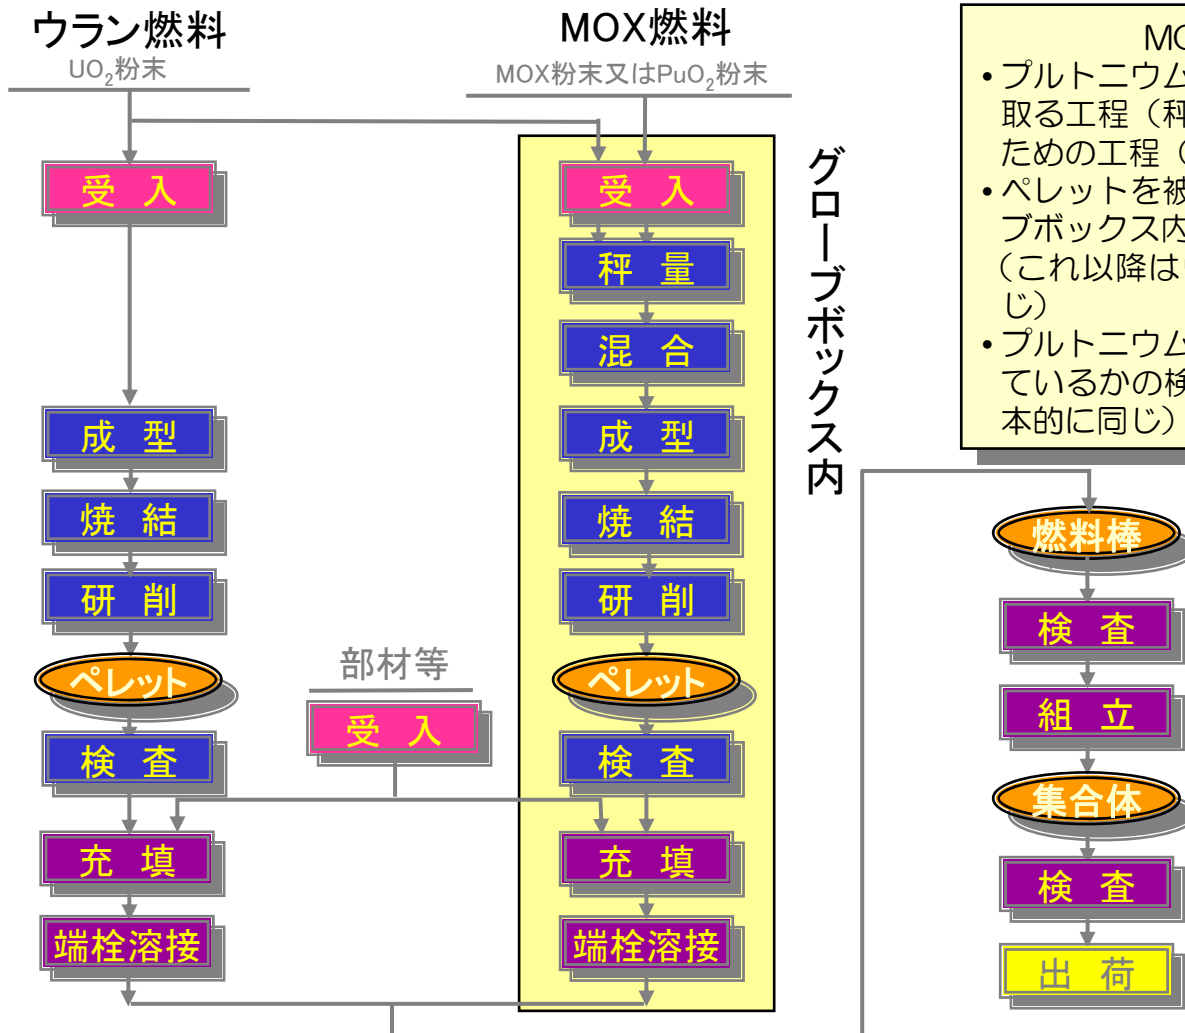 ウラン燃料
UO₂粉末
受 入
成 型
焼 結
研 削
ペレット
検 査
充 填
端栓溶接
部材等
受 入
MOX燃料
MOX粉末又はPuO₂粉末
受 入
秤 量
混 合
成 型
焼 結
研 削
ペレット
検 査
充 填
端栓溶接
グローブボックス内
MO
•プルトニウム
取る工程（秤
ための工程（
•ペレットを被
ブボックス内
（これ以降は
じ）
•プルトニウム
ているかの検
本的に同じ）
燃料棒
検 査
組 立
集合体
検 査
出 荷